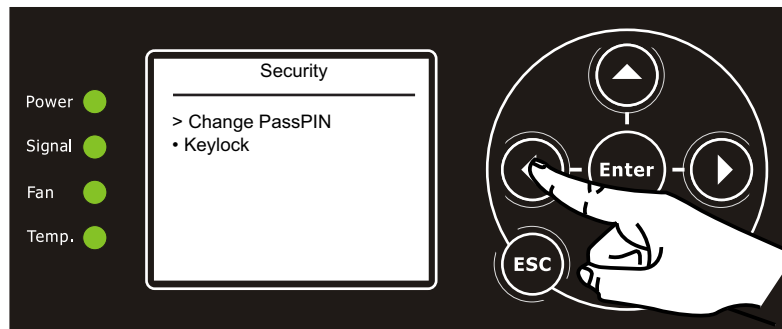 Power
Signal
Fan
Temp.
Security
> Change PassPIN
• Keylock
Enter
ESC